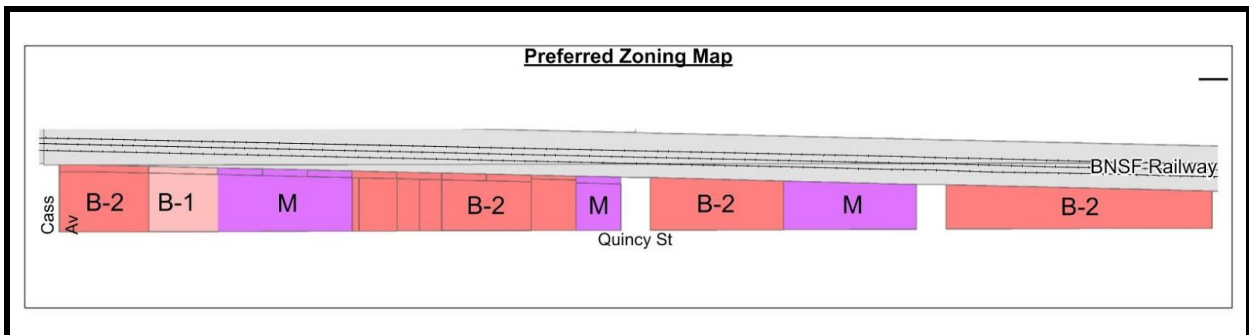 Preferred Zoning Map
BNSF Railway
B-2
B-1
M
B-2
M
B-2
M
B-2
Cass
Av
Quincy St